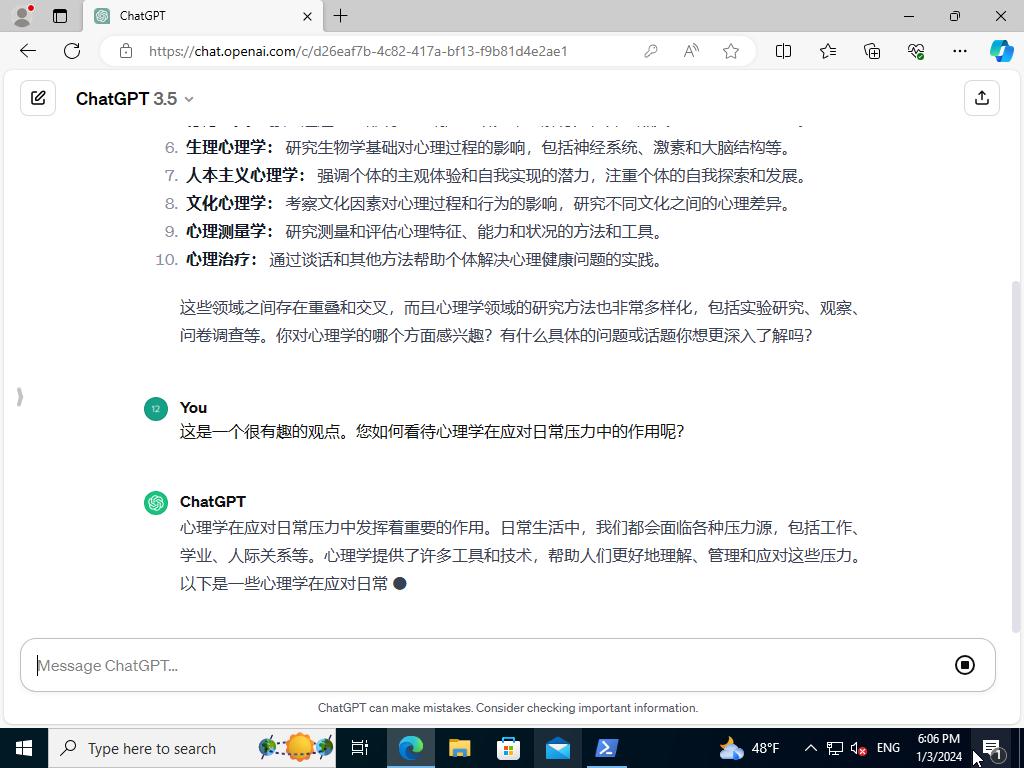 ChatGPT
https://chat.openai.com/c/d26eaf7b-4c82-417a-bf13-f9b81d4e2ae1
ChatGPT 3.5
6. 生理心理学： 研究生物学基础对心理过程的影响，包括神经系统、激素和大脑结构等。
7. 人本主义心理学： 强调个体的主观体验和自我实现的潜力，注重个体的自我探索和发展。
8. 文化心理学： 考察文化因素对心理过程和行为的影响，研究不同文化之间的心理差异。
9. 心理测量学： 研究测量和评估心理特征、能力和状况的方法和工具。
10. 心理治疗： 通过谈话和其他方法帮助个体解决心理健康问题的实践。
这些领域之间存在重叠和交叉，而且心理学领域的研究方法也非常多样化，包括实验研究、观察、
问卷调查等。你对心理学的哪个方面感兴趣？有什么具体的问题或话题你想更深入了解吗？
12
You
这是一个很有趣的观点。您如何看待心理学在应对日常压力中的作用呢？
ChatGPT
心理学在应对日常压力中发挥着重要的作用。日常生活中，我们都会面临各种压力源，包括工作、
学业、人际关系等。心理学提供了许多工具和技术，帮助人们更好地理解、管理和应对这些压力。
以下是一些心理学在应对日常
Message ChatGPT...
ChatGPT can make mistakes. Consider checking important information.
Type here to search
48°F
ENG
6:06 PM
1/3/2024
1